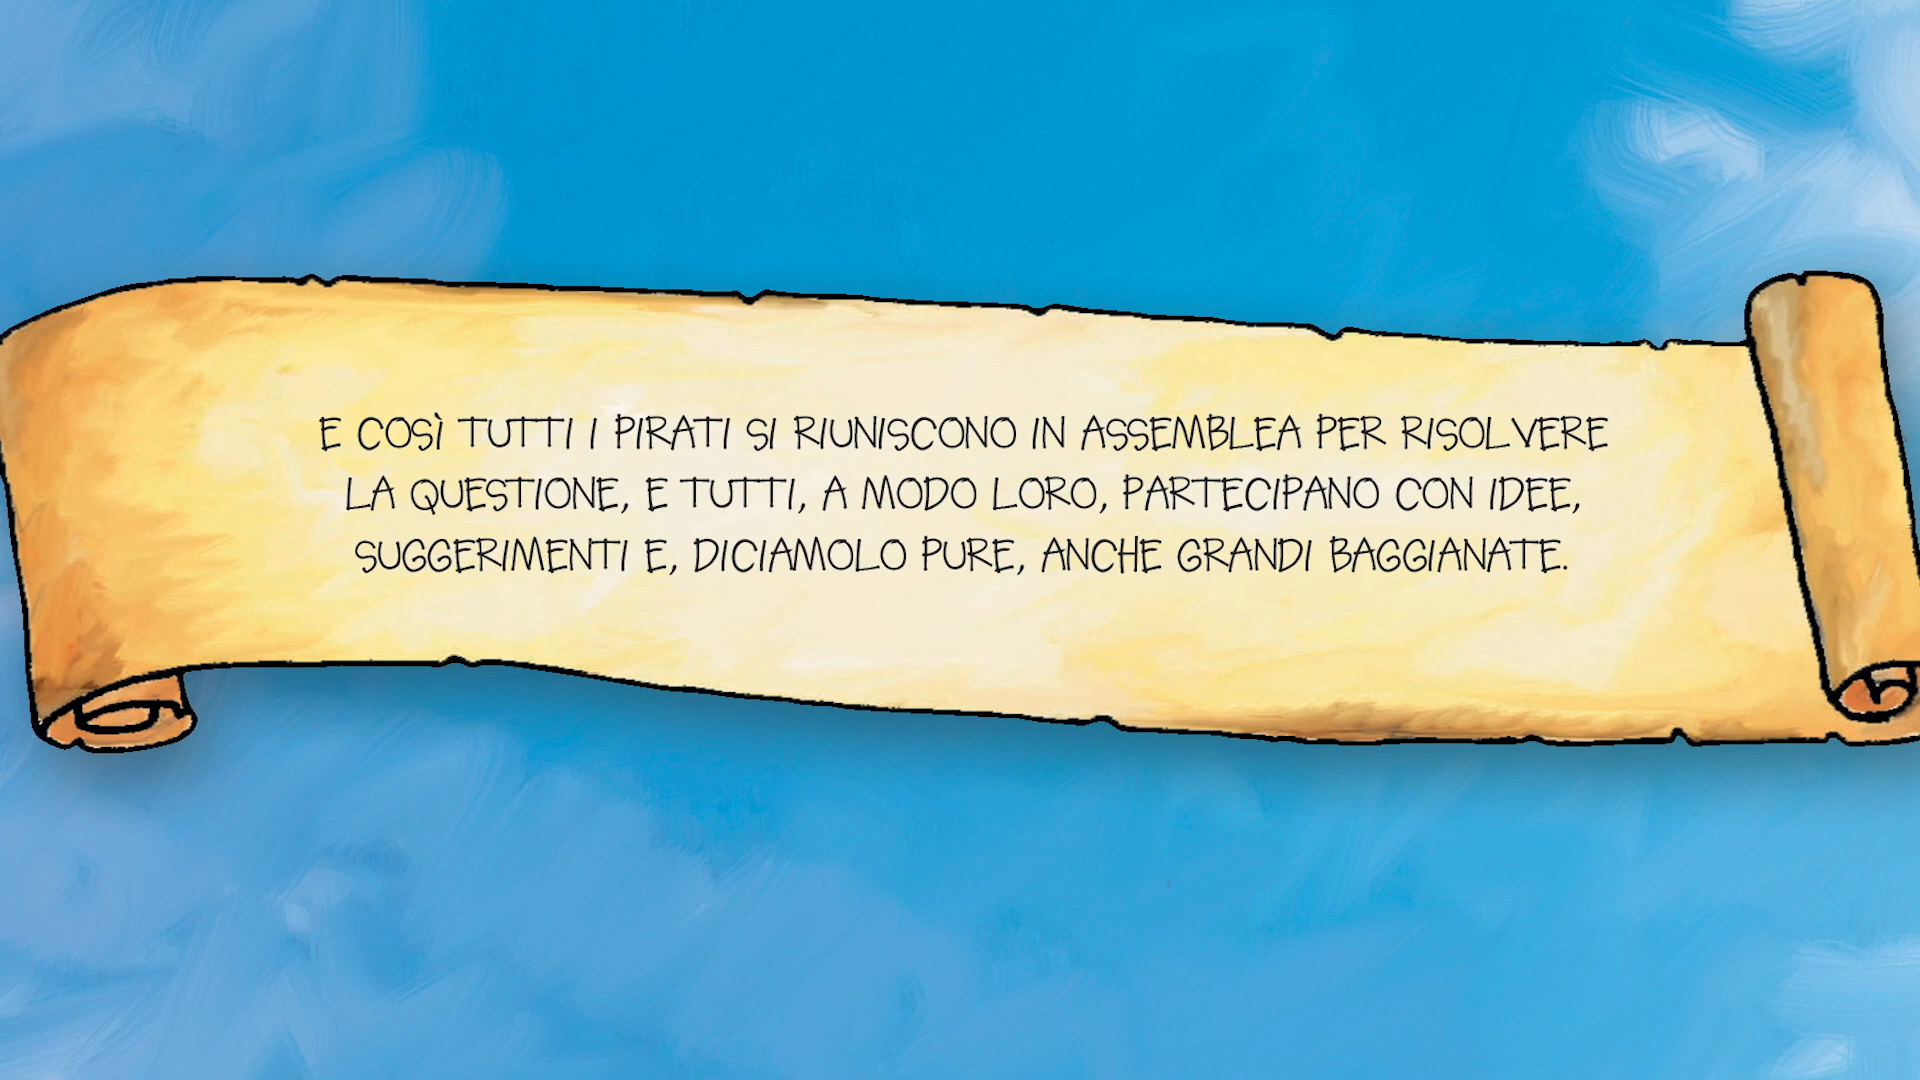 E COSÌ TUTTI I PIRATI SI RIUNISCONO IN ASSEMBLEA PER RISOLVERE
LA QUESTIONE, E TUTTI, A MODO LORO, PARTECIPANO CON IDEE,
SUGGERIMENTI E, DICIAMOLO PURE, ANCHE GRANDI BAGGIANATE.